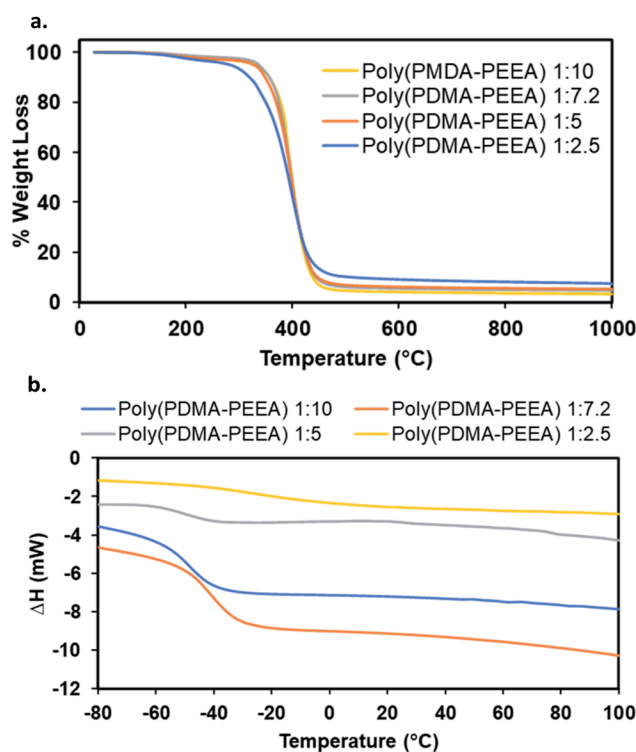 a.
100
80
60
40
20
0
% Weight Loss
Poly(PMDA-PEEA) 1:10
Poly(PDMA-PEEA) 1:7.2
Poly(PDMA-PEEA) 1:5
Poly(PDMA-PEEA) 1:2.5
0 200 400 600 800 1000
Temperature (°C)
b.
Poly(PDMA-PEEA) 1:10 Poly(PDMA-PEEA) 1:7.2
Poly(PDMA-PEEA) 1:5 Poly(PDMA-PEEA) 1:2.5
0
-2
-4
-6
-8
-10
-12
ΔH (mW)
-80 -60 -40 -20 0 20 40 60 80 100
Temperature (°C)